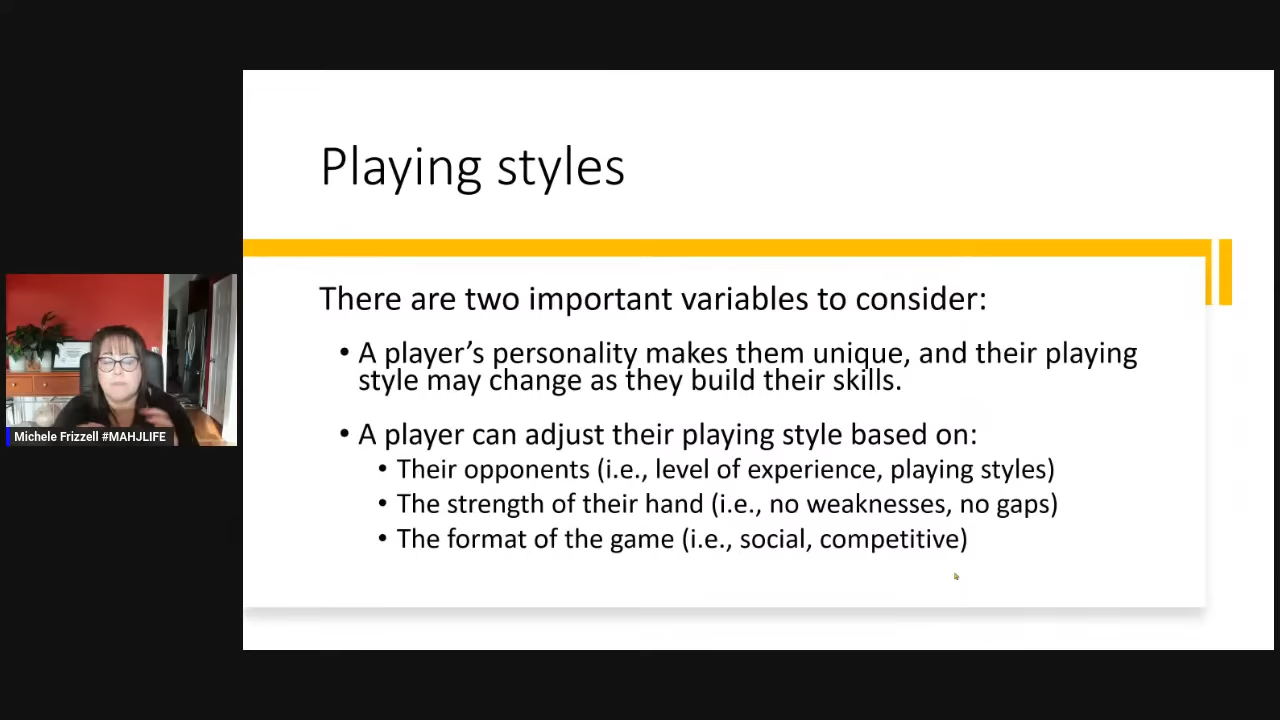 Playing styles
There are two important variables to consider:
• A player’s personality makes them unique, and their playing
style may change as they build their skills.
• A player can adjust their playing style based on:
• Their opponents (i.e., level of experience, playing styles)
• The strength of their hand (i.e., no weaknesses, no gaps)
• The format of the game (i.e., social, competitive)
Michele Frizzell #MAHJLIFE